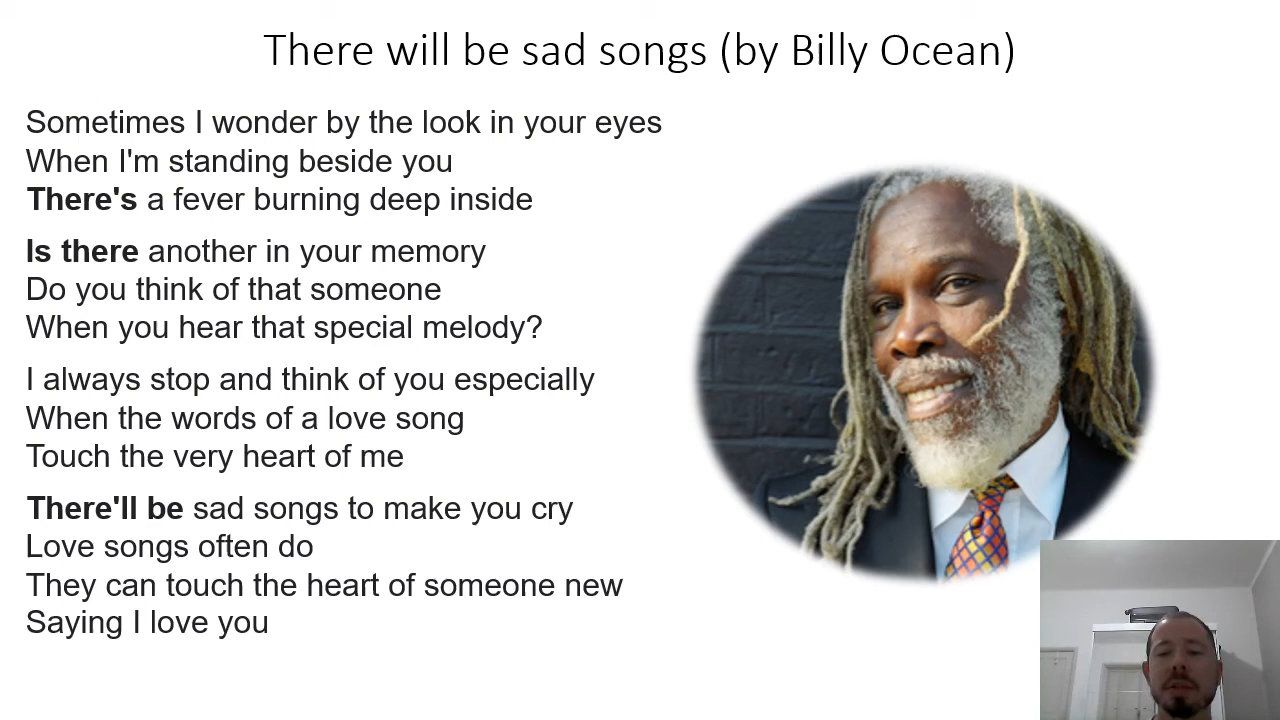 There will be sad songs (by Billy Ocean)
Sometimes I wonder by the look in your eyes
When I'm standing beside you
There's a fever burning deep inside
Is there another in your memory
Do you think of that someone
When you hear that special melody?
I always stop and think of you especially
When the words of a love song
Touch the very heart of me
There'll be sad songs to make you cry
Love songs often do
They can touch the heart of someone new
Saying I love you